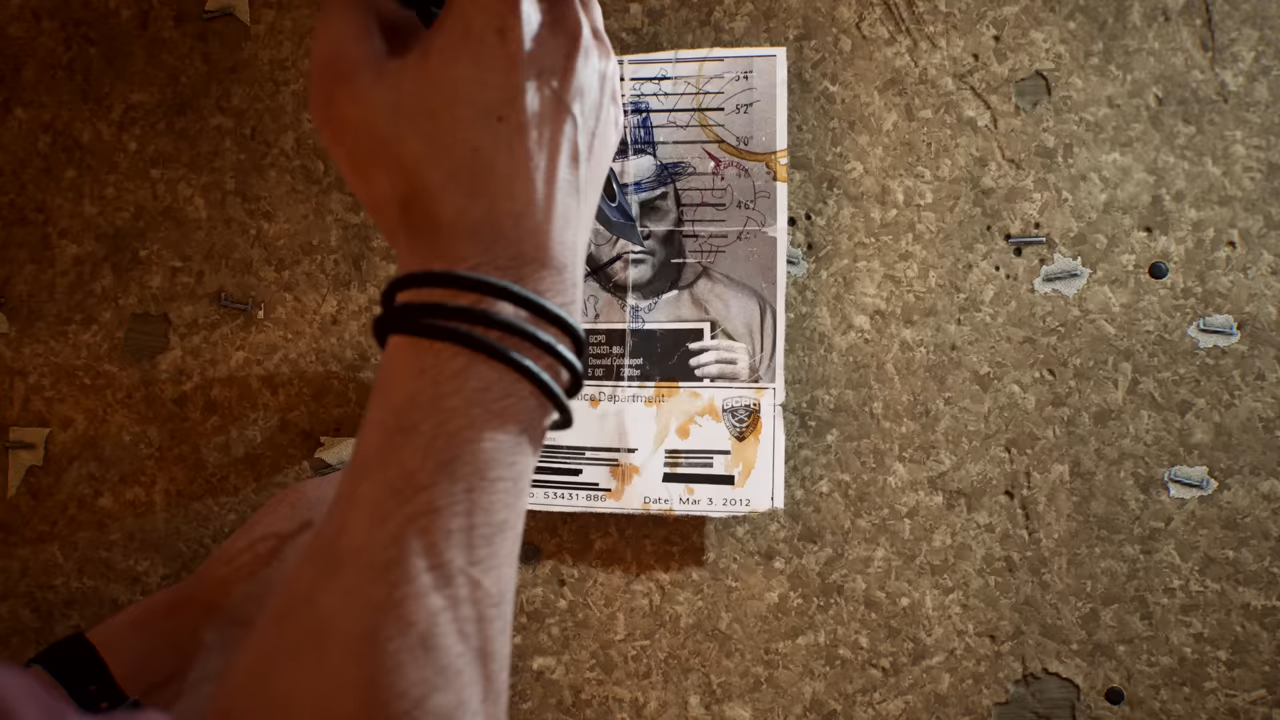 5'4"
5'2"
5'0"
4'6"
GCPD
534131-886
Oswald Cobblepot
5'00" 220lbs
ice Department
GCPD
o: 53431-886
Date: Mar 3, 2012